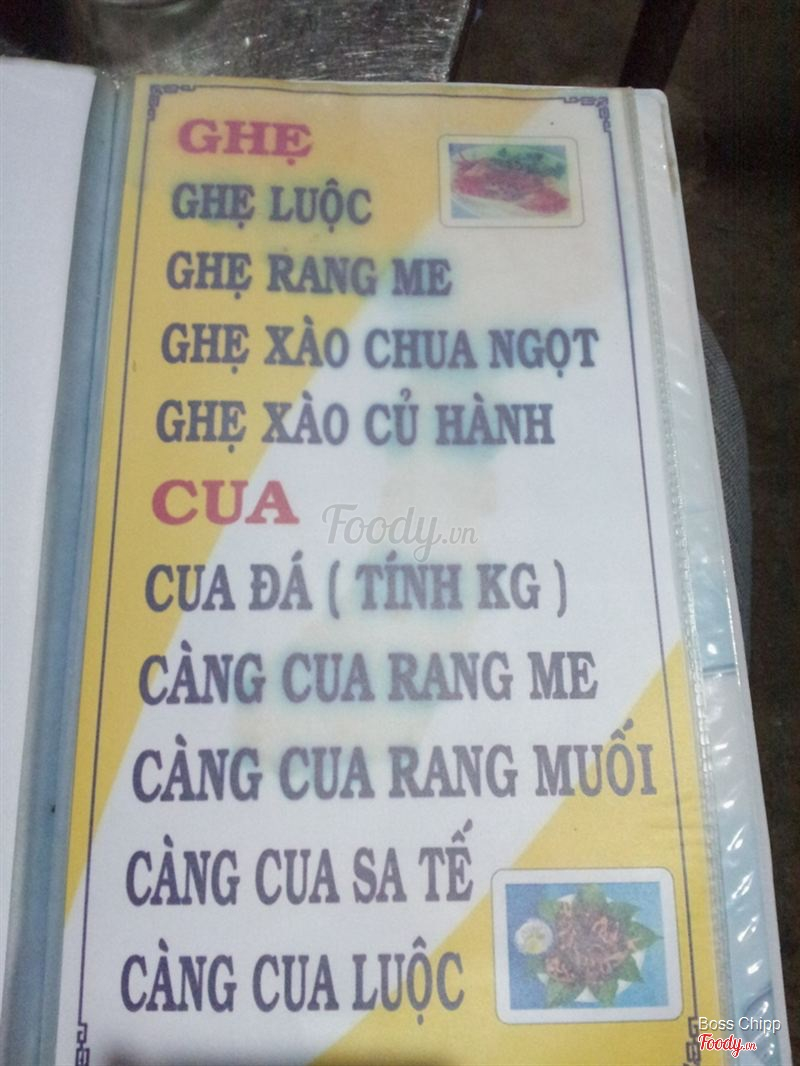 GHẸ
GHẸ LUỘC
GHẸ RANG ME
GHẸ XÀO CHUA NGỌT
GHẸ XÀO CỦ HÀNH
CUA
Foody.vn
CUA ĐÁ ( TÍNH KG )
CÀNG CUA RANG ME
CÀNG CUA RANG MUỐI
CÀNG CUA SA TẾ
CÀNG CUA LUỘC
Boss Chipp
Foody.vn